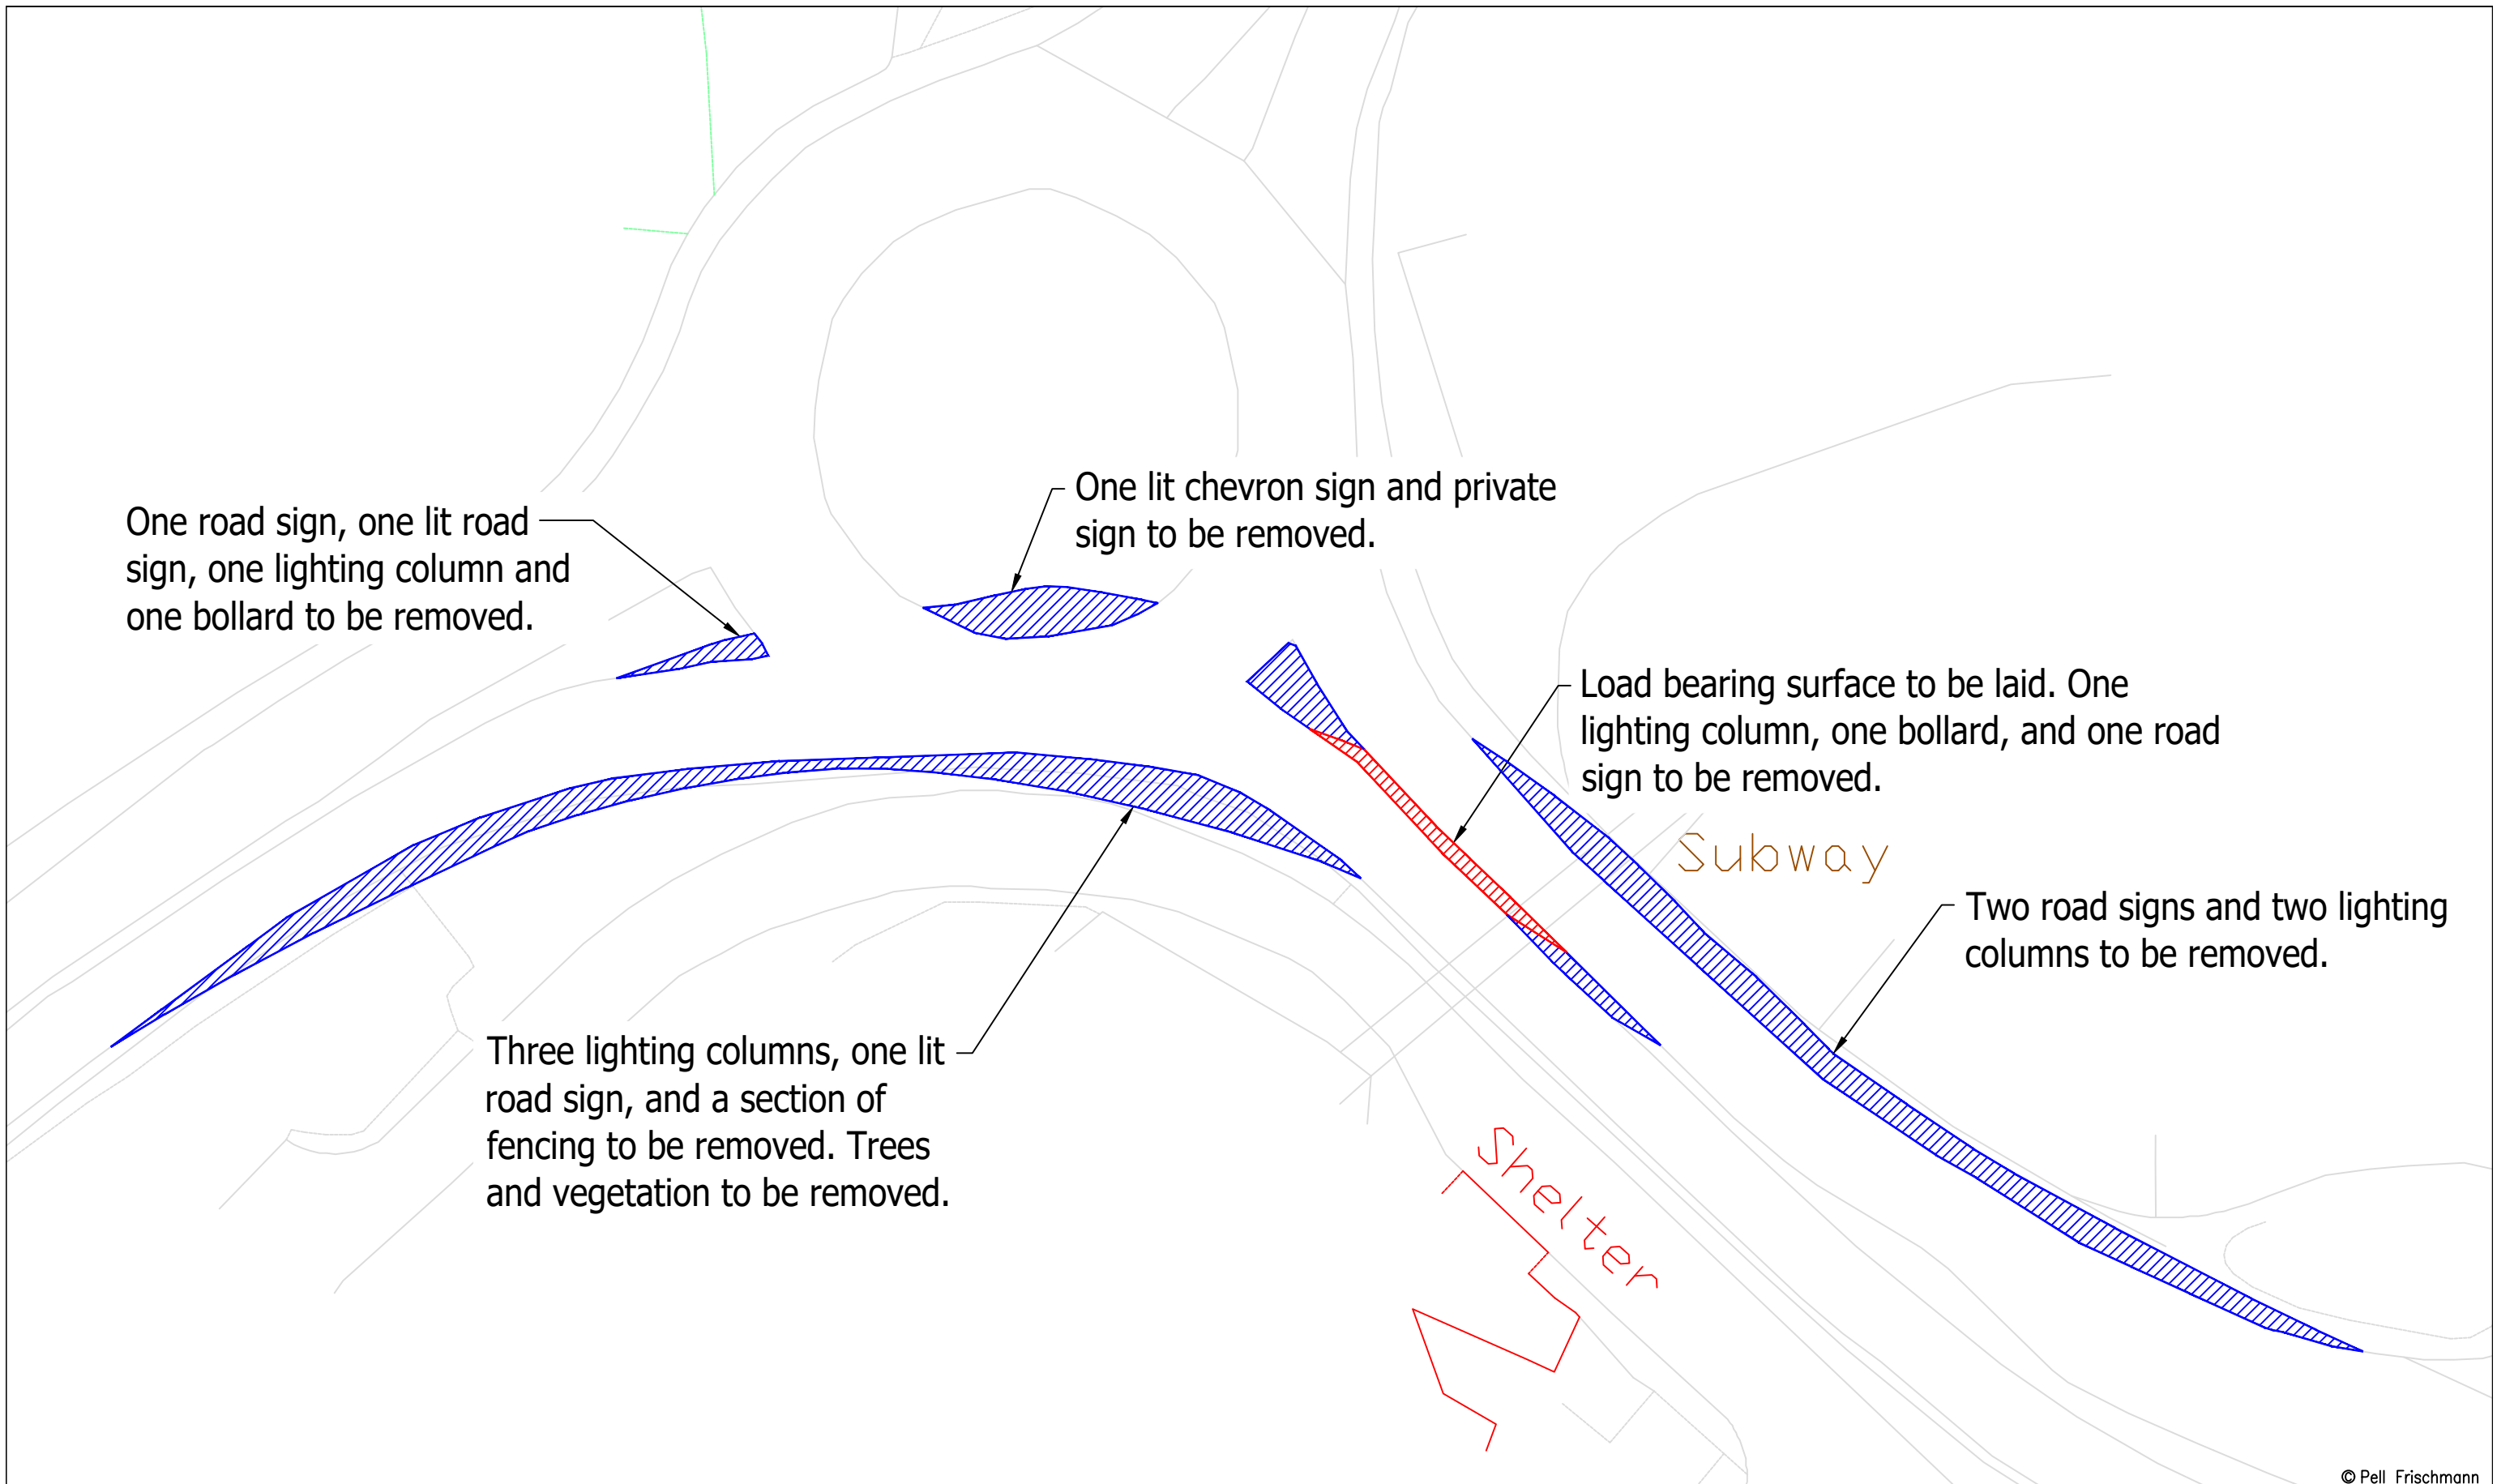 One road sign, one lit road
sign, one lighting column and
one bollard to be removed.
One lit chevron sign and private
sign to be removed.
Load bearing surface to be laid. One
lighting column, one bollard, and one road
sign to be removed.
Subway
Two road signs and two lighting
columns to be removed.
Three lighting columns, one lit
road sign, and a section of
fencing to be removed. Trees
and vegetation to be removed.
Shelter
© Pell Frischmann